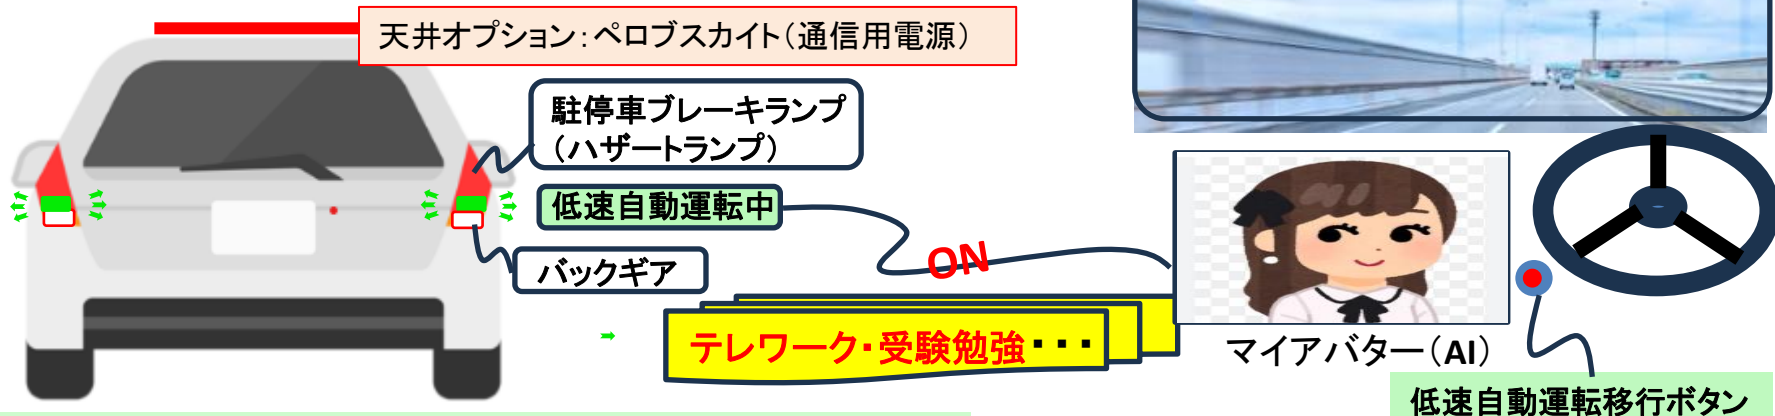 天井オプション：ペロブスカイト（通信用電源）
駐停車ブレーキランプ
（ハザートランプ）
低速自動運転中
バックギア
ON
テレワーク・受験勉強・・・
マイアバター（AI）
低速自動運転移行ボタン